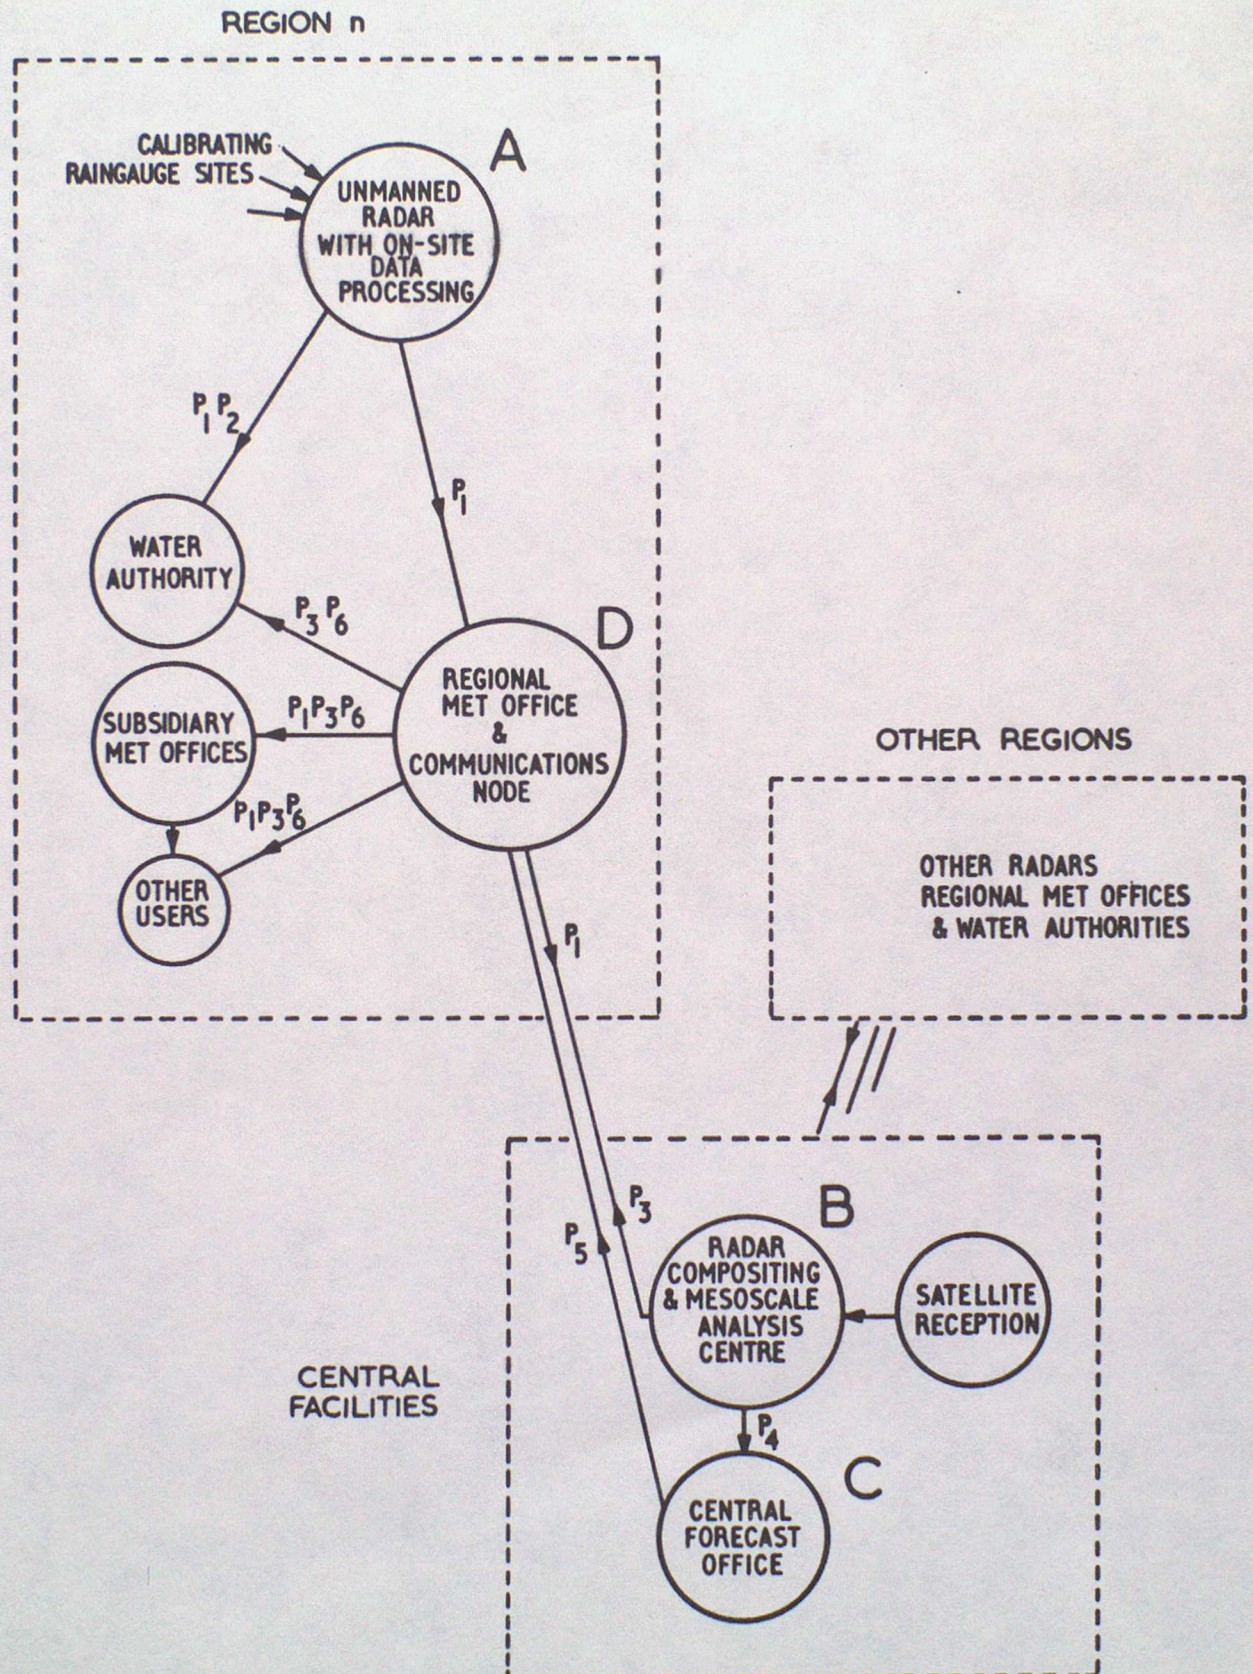 REGION n
CALIBRATING
RAINGAUGE SITES
A
UNMANNED
RADAR
WITH ON-SITE
DATA
PROCESSING
P1 P2
P1
WATER
AUTHORITY
P3 P6
D
REGIONAL
MET OFFICE
&
COMMUNICATIONS
NODE
SUBSIDIARY
MET OFFICES
P1P3P6
P1P3P6
OTHER
USERS
P1
OTHER REGIONS
OTHER RADARS
REGIONAL MET OFFICES
& WATER AUTHORITIES
P3
P5
B
RADAR
COMPOSITING
& MESOSCALE
ANALYSIS
CENTRE
SATELLITE
RECEPTION
CENTRAL
FACILITIES
P4
C
CENTRAL
FORECAST
OFFICE